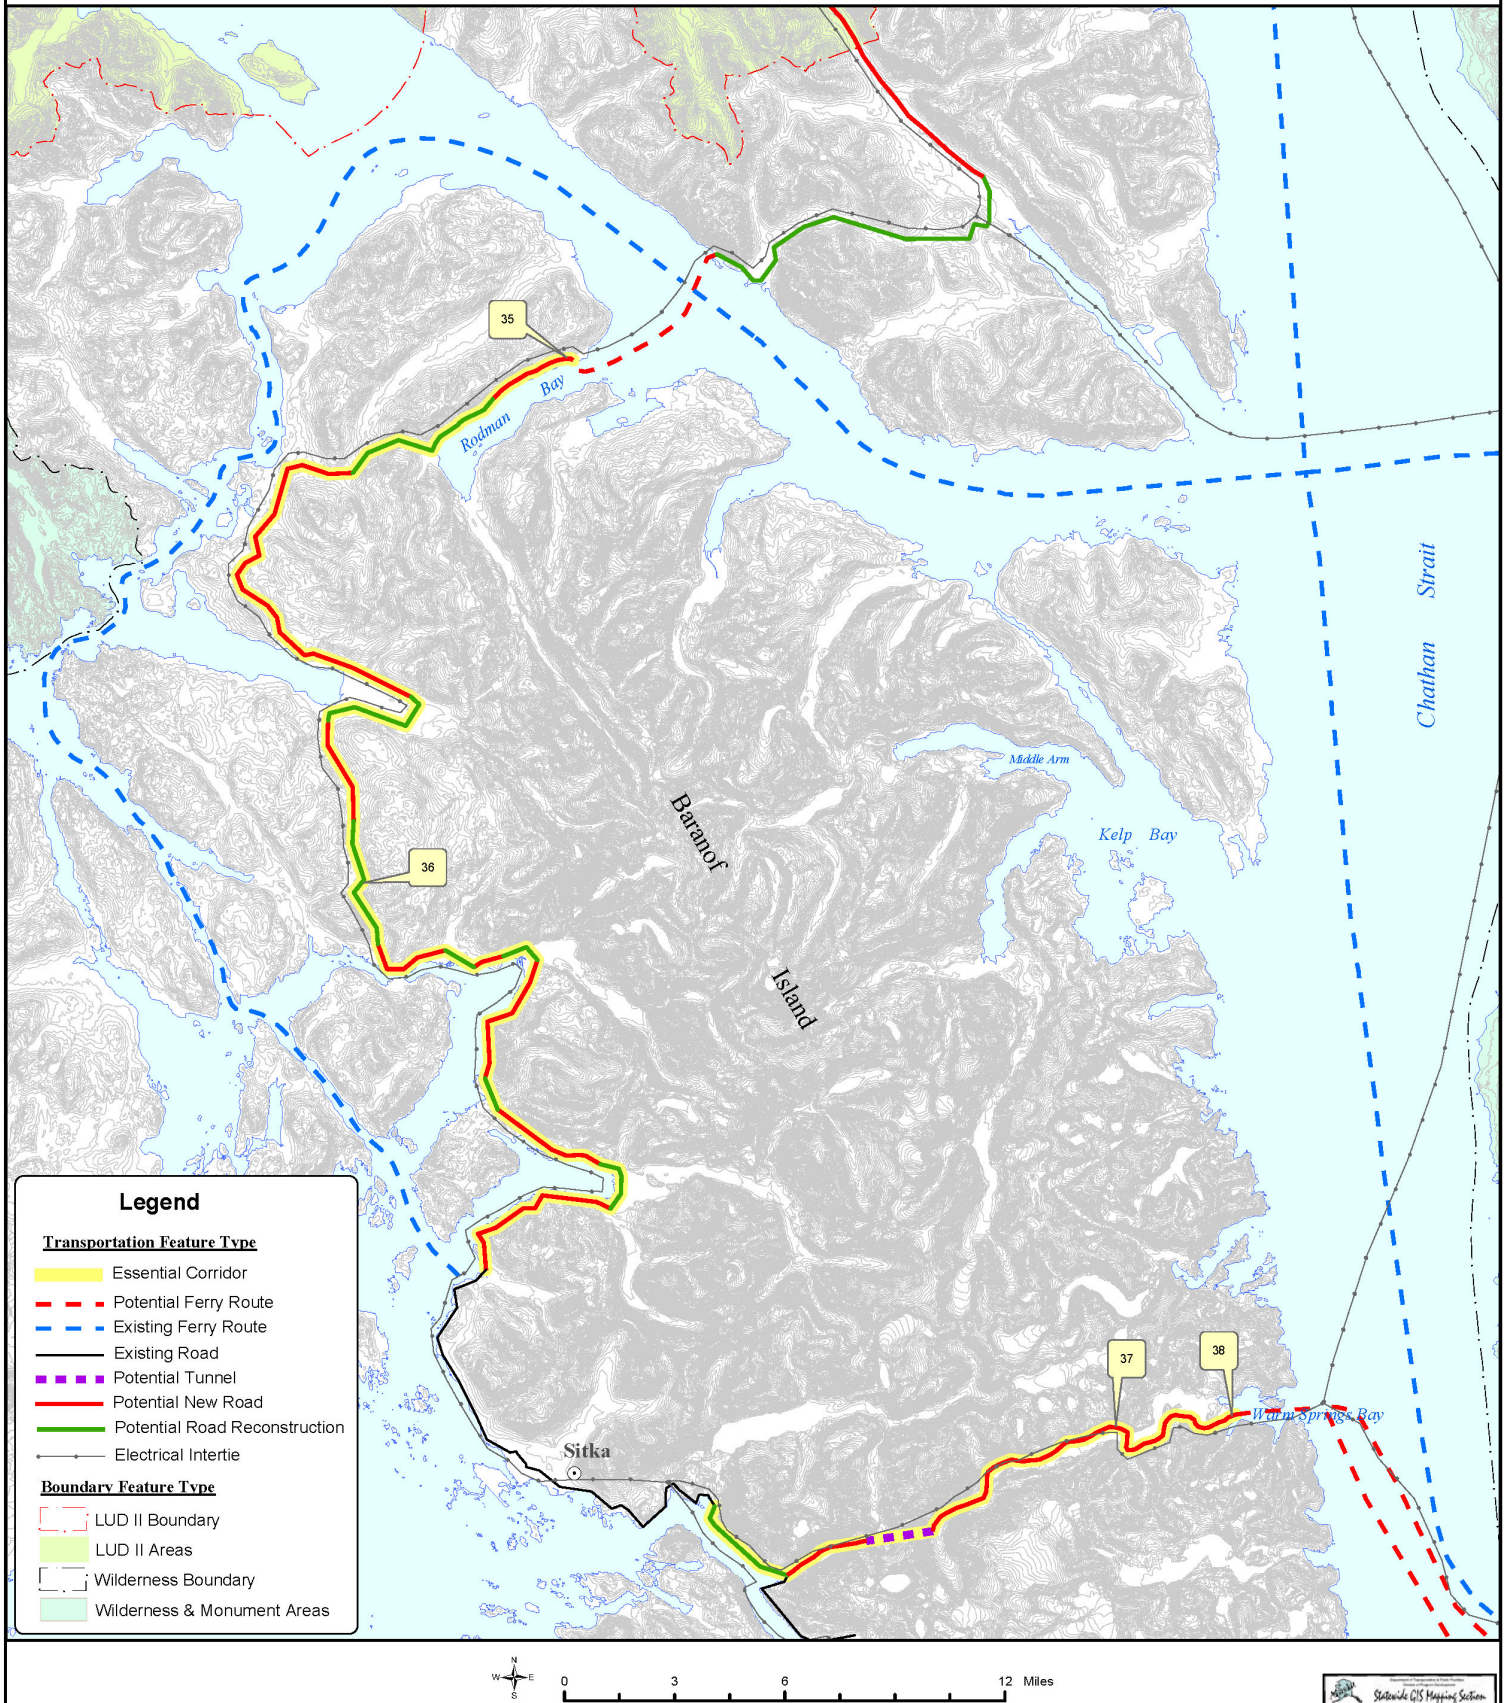 35
Rodman Bay
Chathan Strait
Middle Arm
Baranof
Kelp Bay
36
Island
Legend
Transportation Feature Type
Essential Corridor
Potential Ferry Route
Existing Ferry Route
Existing Road
Potential Tunnel
Potential New Road
Potential Road Reconstruction
Electrical Intertie
Boundary Feature Type
LUD II Boundary
LUD II Areas
Wilderness Boundary
Wilderness & Monument Areas
37
38
Warm Springs Bay
Sitka
N
W E
S
0 3 6 12 Miles
Statewide GIS Mapping Section